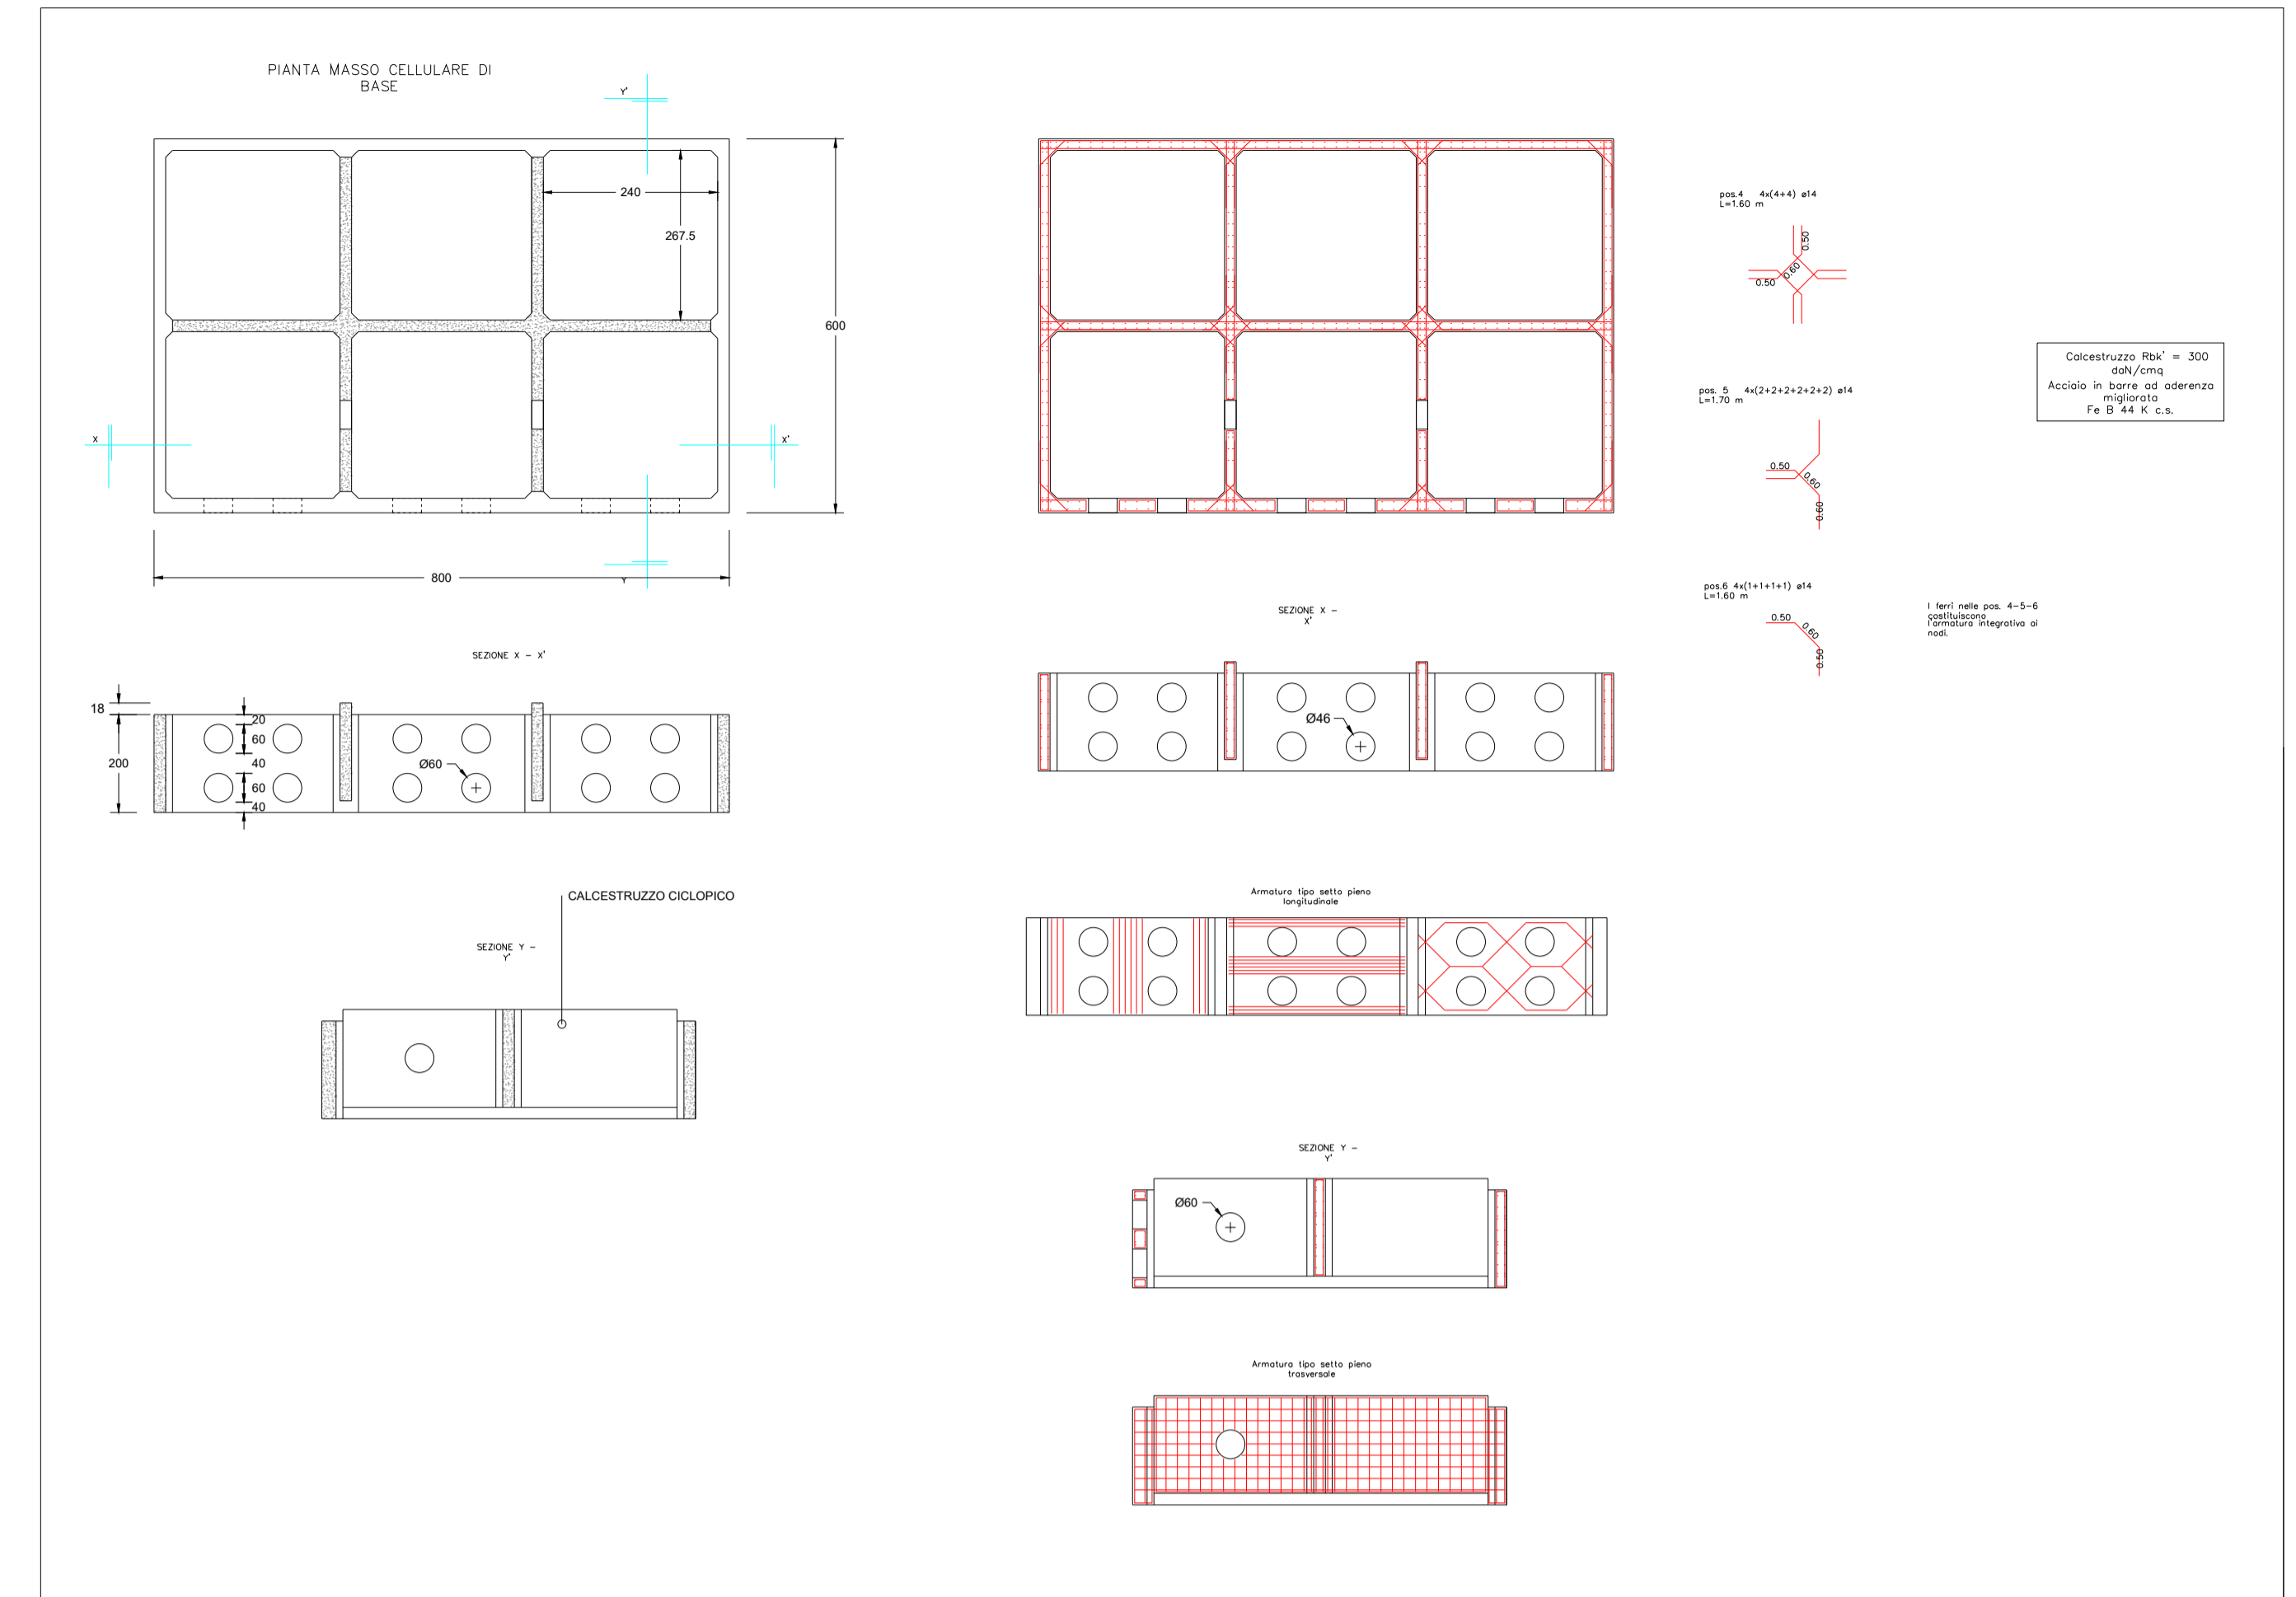 PIANTA MASSO CELLULARE DI
BASE
Y'
240
267.5
600
X
X'
800
Y
SEZIONE X – X'
18
200
20
60
40
60
40
Ø60
CALCESTRUZZO CICLOPICO
SEZIONE Y –
Y'
SEZIONE X –
X'
Ø46
Armatura tipo setto pieno
longitudinale
SEZIONE Y –
Y'
Ø60
Armatura tipo setto pieno
trasversale
pos.4 4x(4+4) ø14
L=1.60 m
0.50
0.60
0.50
pos. 5 4x(2+2+2+2+2+2) ø14
L=1.70 m
0.50
0.60
0.60
pos.6 4x(1+1+1+1) ø14
L=1.60 m
0.50
0.60
0.50
I ferri nelle pos. 4–5–6
costituiscono
l'armatura integrativa ai
nodi.
Calcestruzzo Rbk' = 300
daN/cmq
Acciaio in barre ad aderenza
migliorata
Fe B 44 K c.s.